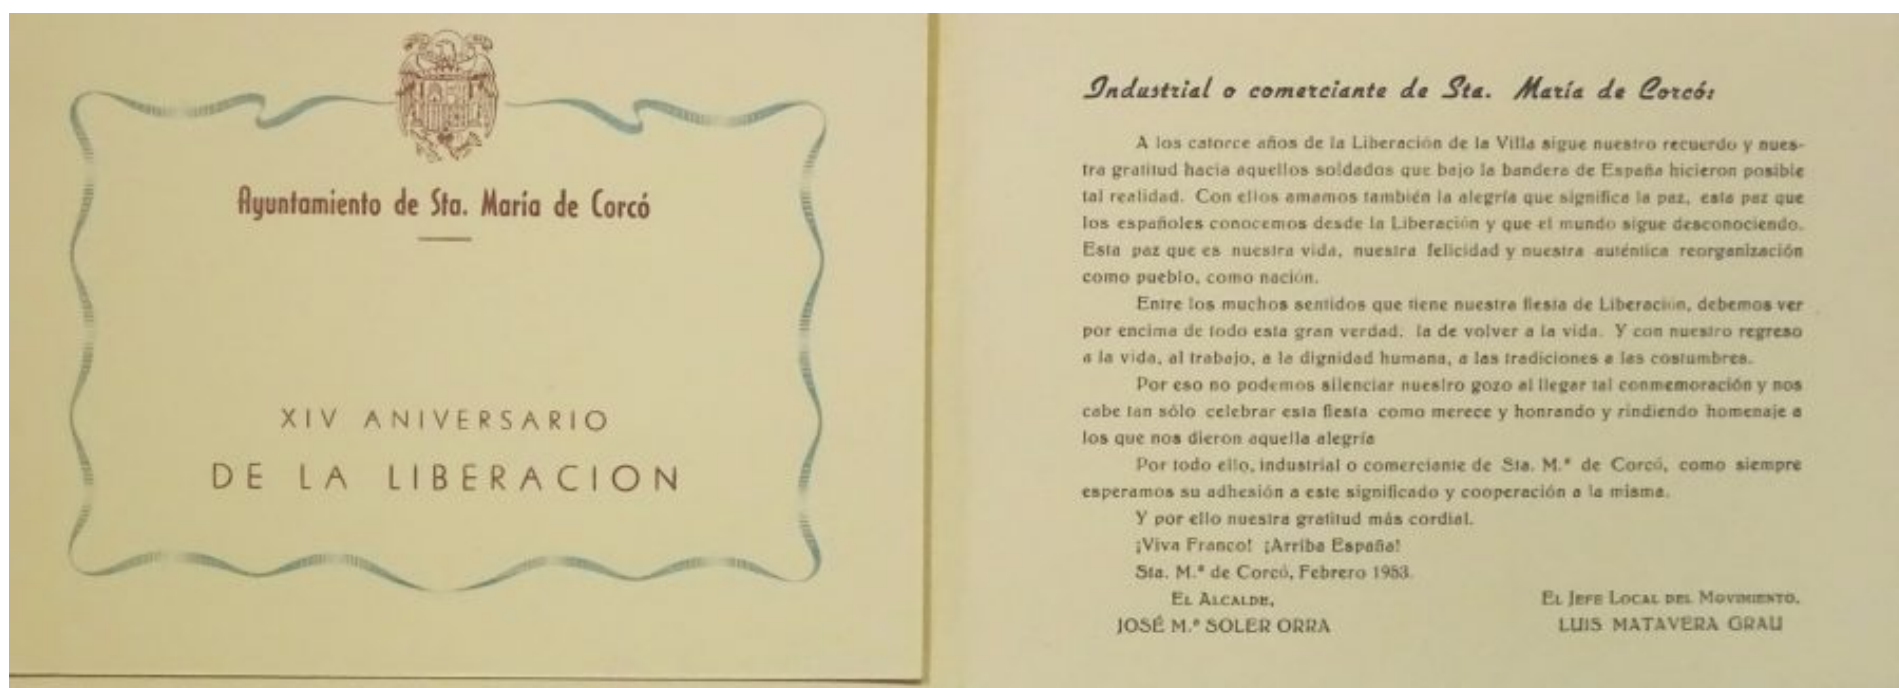 Ayuntamiento de Sta. María de Corcó
XIV ANIVERSARIO
DE LA LIBERACION
Industrial o comerciante de Sta. María de Corcó:
A los catorce años de la Liberación de la Villa sigue nuestro recuerdo y nues-
tra gratitud hacia aquellos soldados que bajo la bandera de España hicieron posible
tal realidad. Con ellos amamos también la alegría que significa la paz, esta paz que
los españoles conocemos desde la Liberación y que el mundo sigue desconociendo.
Esta paz que es nuestra vida, nuestra felicidad y nuestra auténtica reorganización
como pueblo, como nación.
Entre los muchos sentidos que tiene nuestra fiesta de Liberación, debemos ver
por encima de todo esta gran verdad. la de volver a la vida. Y con nuestro regreso
a la vida, al trabajo, a la dignidad humana, a las tradiciones a las costumbres.
Por eso no podemos silenciar nuestro gozo al llegar tal conmemoración y nos
cabe tan sólo celebrar esta fiesta como merece y honrando y rindiendo homenaje a
los que nos dieron aquella alegría
Por todo ello, industrial o comerciante de Sta. M.ª de Corcó, como siempre
esperamos su adhesión a este significado y cooperación a la misma.
Y por ello nuestra gratitud más cordial.
¡Viva Franco! ¡Arriba España!
Sta. M.ª de Corcó, Febrero 1953.
EL ALCALDE,
JOSÉ M.ª SOLER ORRA
EL JEFE LOCAL DEL MOVIMIENTO,
LUIS MATAVERA GRAU